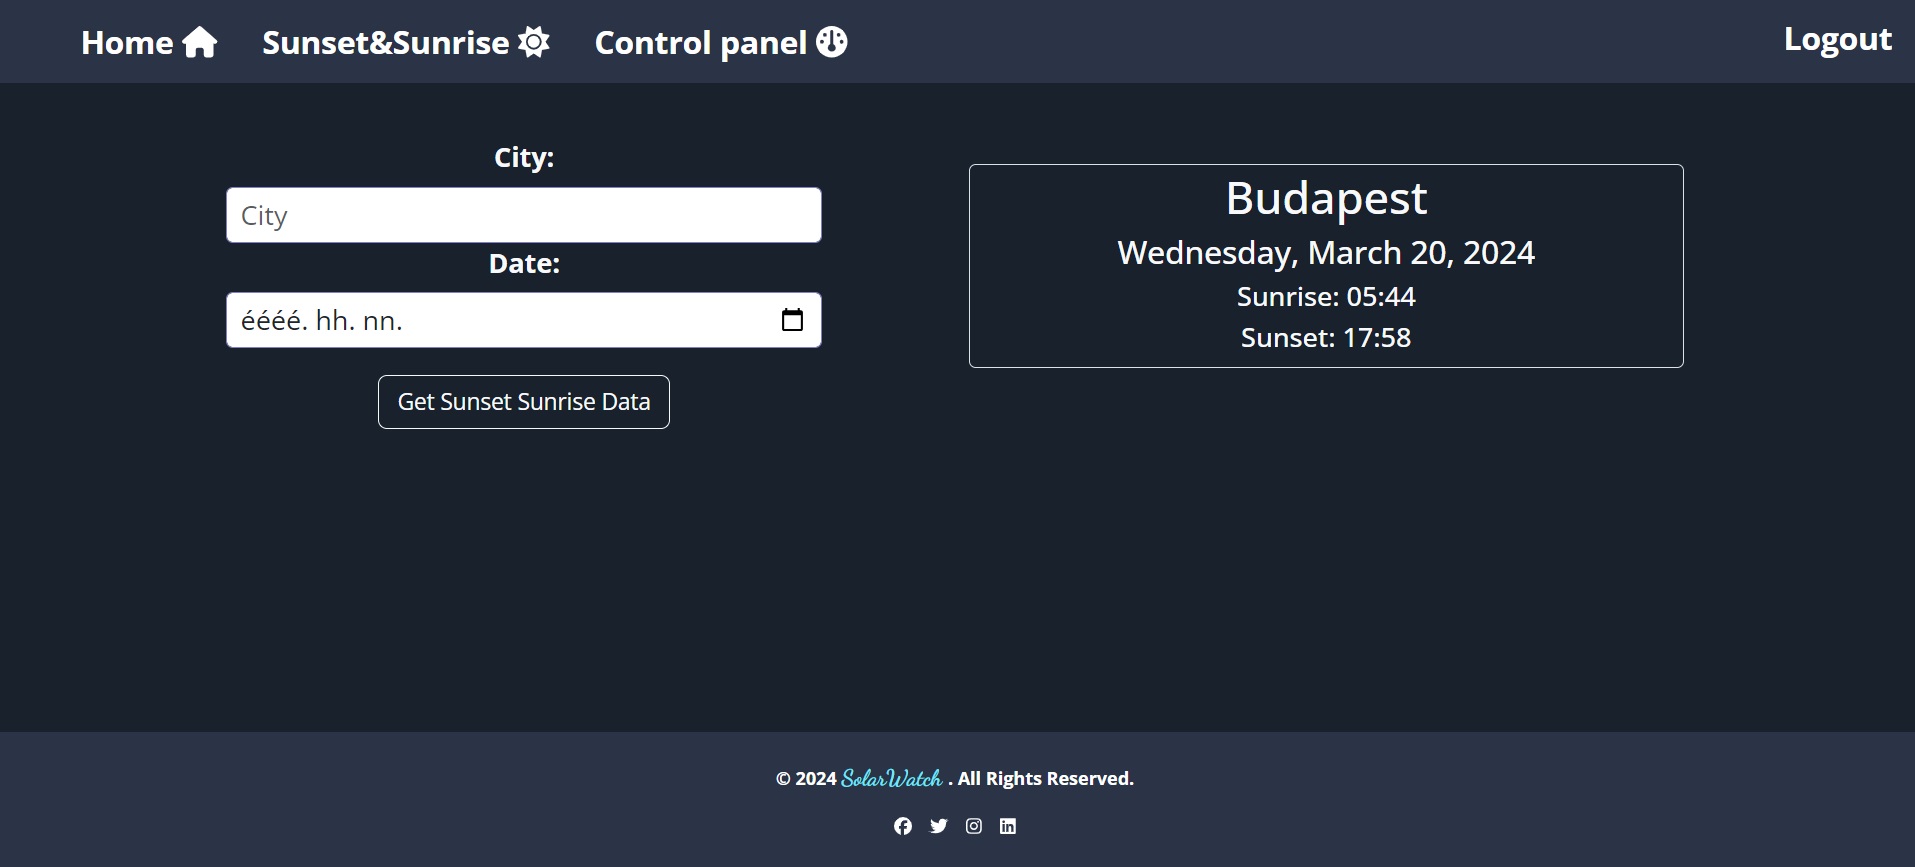 Home
Sunset&Sunrise
Control panel
Logout
City:
City
Date:
éééé. hh. nn.
Get Sunset Sunrise Data
Budapest
Wednesday, March 20, 2024
Sunrise: 05:44
Sunset: 17:58
© 2024 SolarWatch . All Rights Reserved.